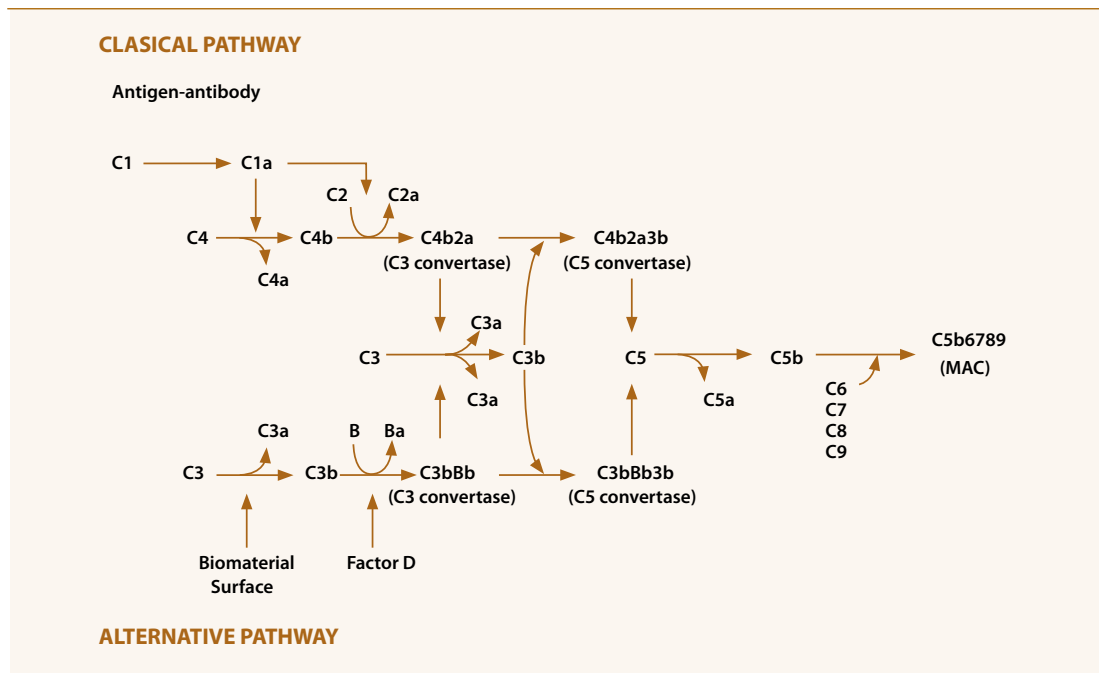 CLASICAL PATHWAY
Antigen-antibody
C1
C1a
C2
C2a
C4
C4b
C4b2a
C4b2a3b
(C3 convertase)
(C5 convertase)
C4a
C3a
C3
C3b
C5
C5b
C5b6789
(MAC)
C3a
C5a
C6
C7
C8
C9
C3a
B
Ba
C3
C3b
C3bBb
C3bBb3b
(C3 convertase)
(C5 convertase)
Biomaterial
Surface
Factor D
ALTERNATIVE PATHWAY